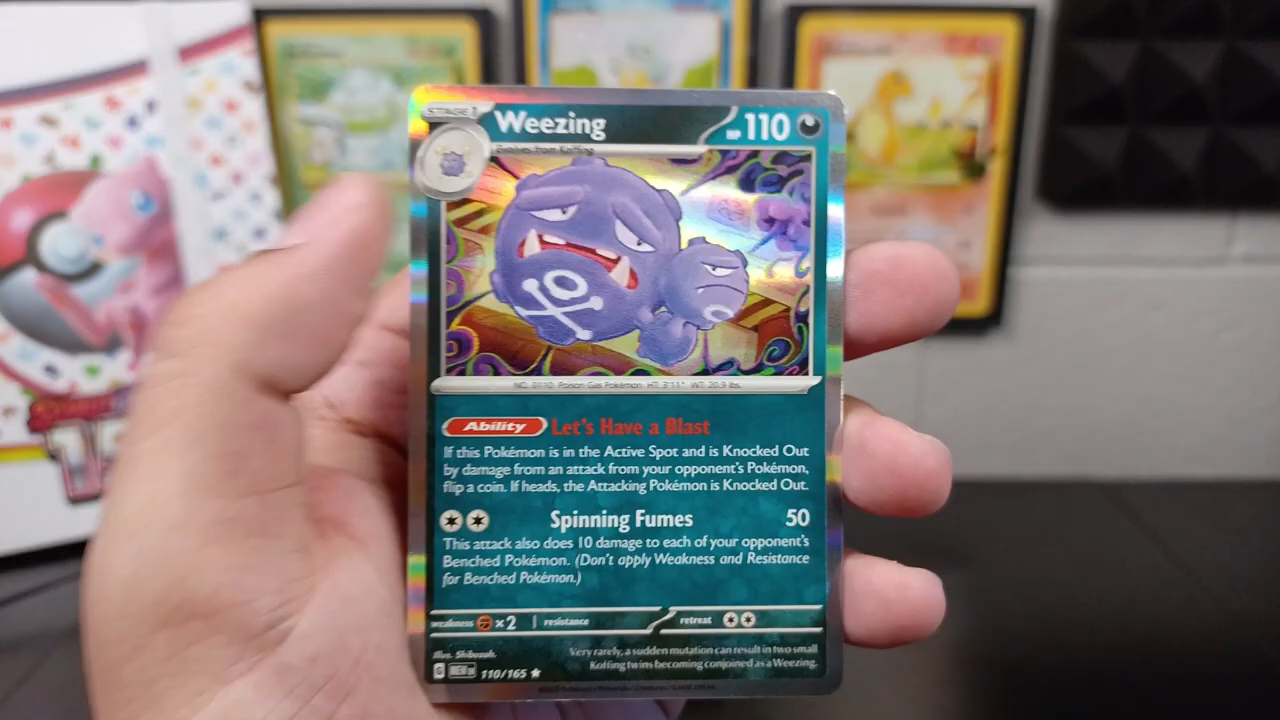 STAGE 1
Weezing
HP 110
Evolves from Koffing
NO. 0110 Poison Gas Pokémon HT: 3'11" WT: 20.9 lbs.
Ability Let's Have a Blast
If this Pokémon is in the Active Spot and is Knocked Out
by damage from an attack from your opponent's Pokémon,
flip a coin. If heads, the Attacking Pokémon is Knocked Out.
Spinning Fumes 50
This attack also does 10 damage to each of your opponent's
Benched Pokémon. (Don't apply Weakness and Resistance
for Benched Pokémon.)
weakness ×2 resistance retreat
Illus. Shibuzoh.
Very rarely, a sudden mutation can result in two small
Koffing twins becoming conjoined as a Weezing.
G MEW EN 110/165